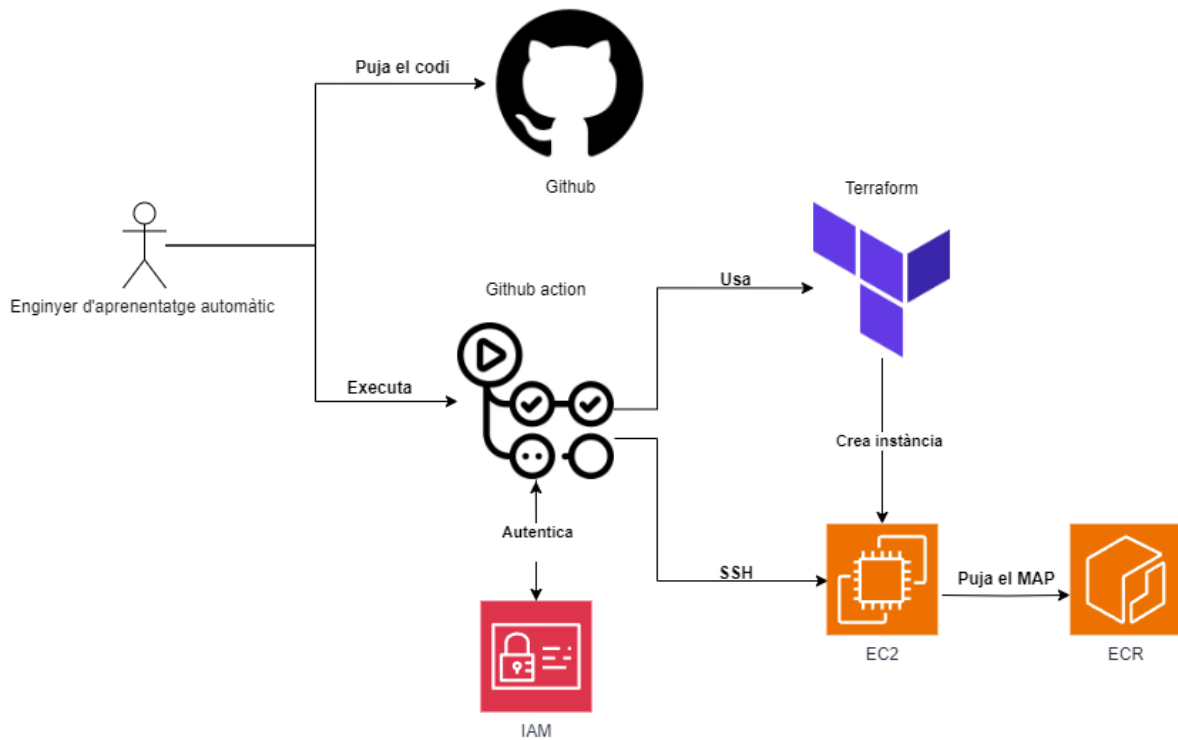 Puja el codi
Github
Terraform
Enginyer d'aprenentatge automàtic
Github action
Usa
Executa
Crea instància
Autentica
SSH
Puja el MAP
EC2
ECR
IAM